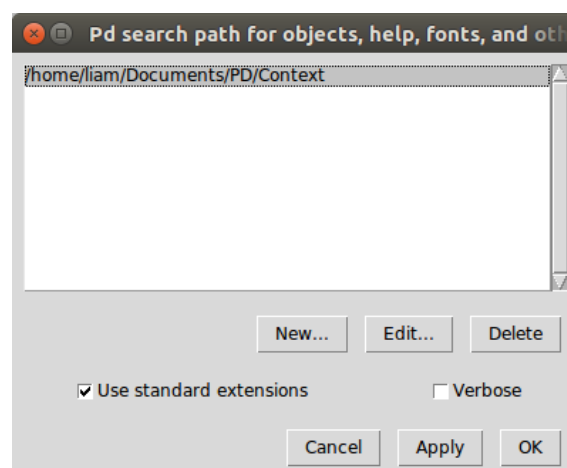 Pd search path for objects, help, fonts, and oth
/home/liam/Documents/PD/Context
New... Edit... Delete
Use standard extensions Verbose
Cancel Apply OK